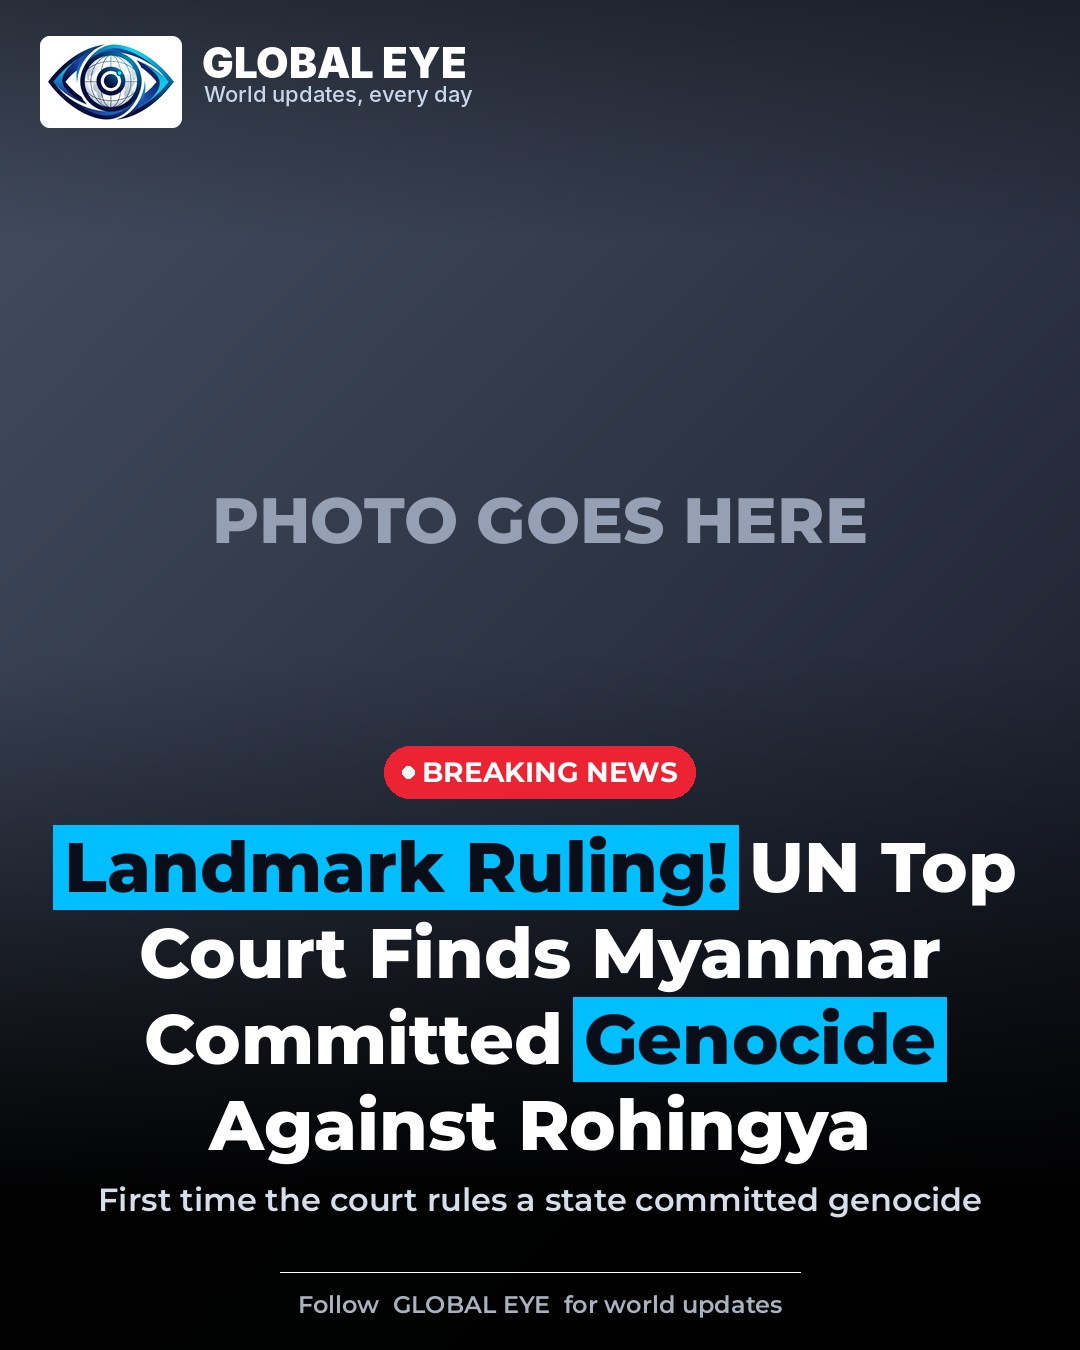 GLOBAL EYE
World updates, every day
PHOTO GOES HERE
BREAKING NEWS
Landmark Ruling! UN Top
Court Finds Myanmar
Committed Genocide
Against Rohingya
First time the court rules a state committed genocide
Follow GLOBAL EYE for world updates